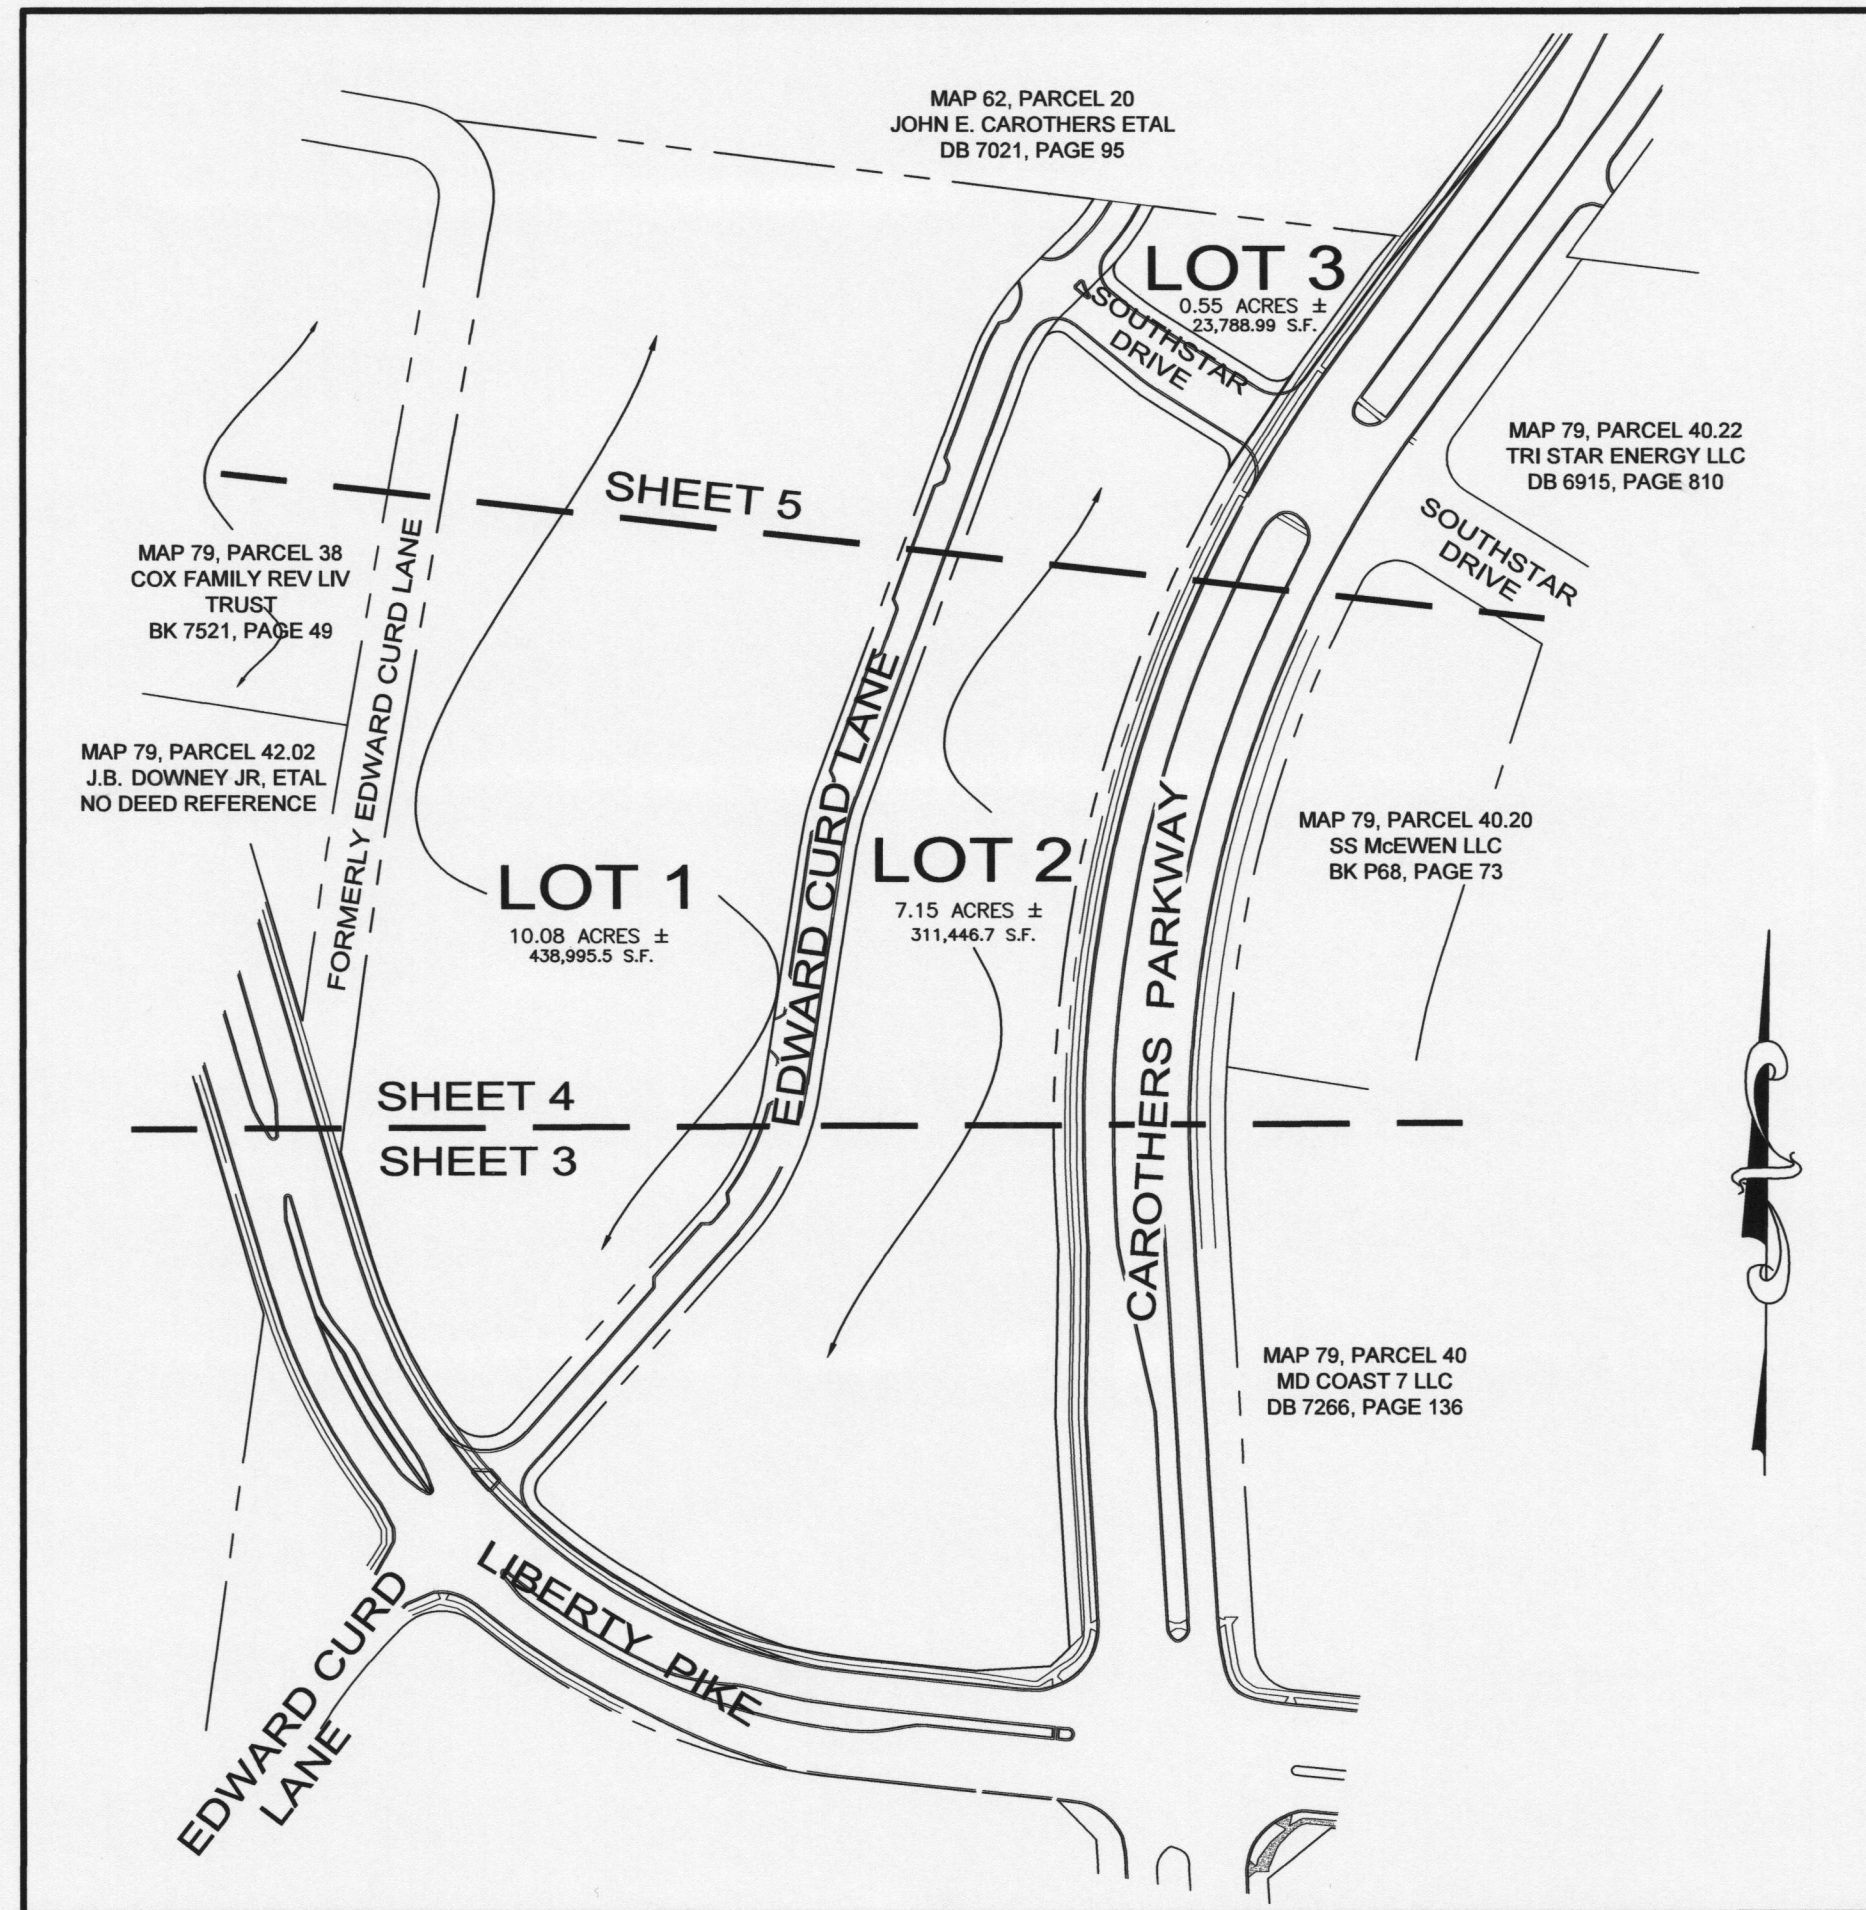 MAP 62, PARCEL 20
JOHN E. CAROTHERS ETAL
DB 7021, PAGE 95
LOT 3
0.55 ACRES ±
23,788.99 S.F.
SOUTHSTAR
DRIVE
MAP 79, PARCEL 40.22
TRI STAR ENERGY LLC
DB 6915, PAGE 810
SOUTHSTAR
DRIVE
SHEET 5
MAP 79, PARCEL 38
COX FAMILY REV LIV
TRUST
BK 7521, PAGE 49
FORMERLY EDWARD CURD LANE
MAP 79, PARCEL 42.02
J.B. DOWNEY JR, ETAL
NO DEED REFERENCE
EDWARD CURD LANE
LOT 1
10.08 ACRES ±
438,995.5 S.F.
LOT 2
7.15 ACRES ±
311,446.7 S.F.
CAROTHERS PARKWAY
MAP 79, PARCEL 40.20
SS McEWEN LLC
BK P68, PAGE 73
SHEET 4
SHEET 3
MAP 79, PARCEL 40
MD COAST 7 LLC
DB 7266, PAGE 136
LIBERTY PIKE
EDWARD CURD
LANE